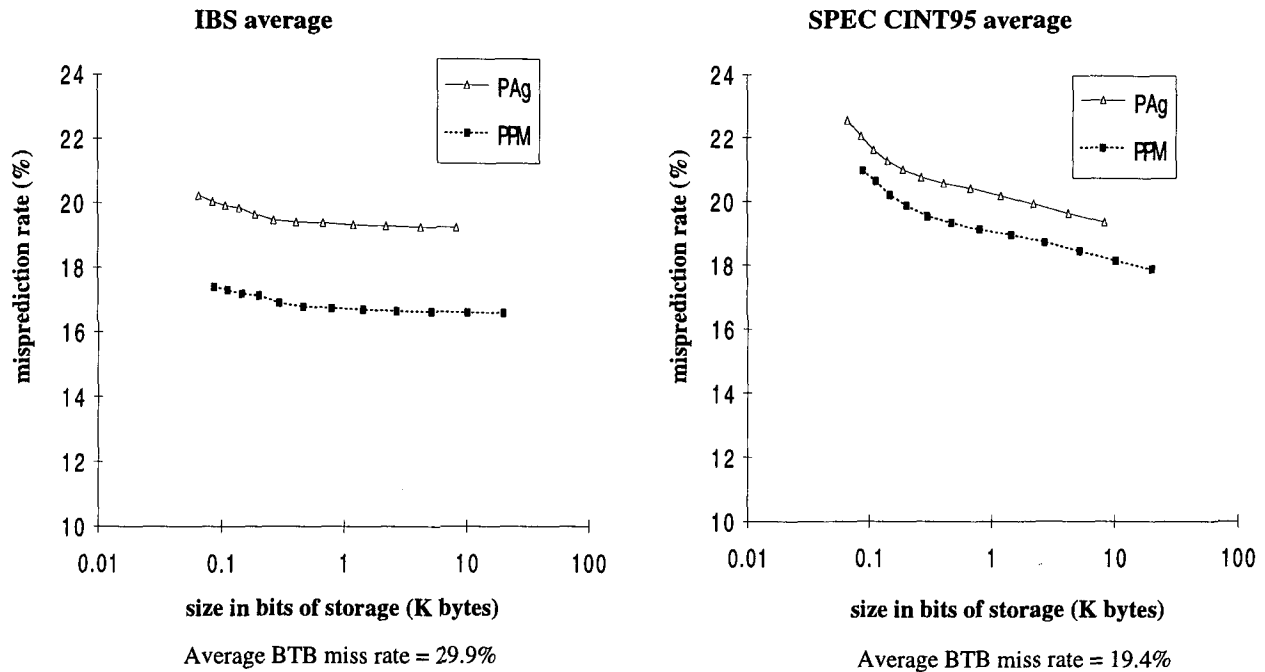 IBS average
24
22
20
18
16
14
12
10
misprediction rate (%)
PAg
PPM
0.01 0.1 1 10 100
size in bits of storage (K bytes)
Average BTB miss rate = 29.9%
SPEC CINT95 average
24
22
20
18
16
14
12
10
misprediction rate (%)
PAg
PPM
0.01 0.1 1 10 100
size in bits of storage (K bytes)
Average BTB miss rate = 19.4%